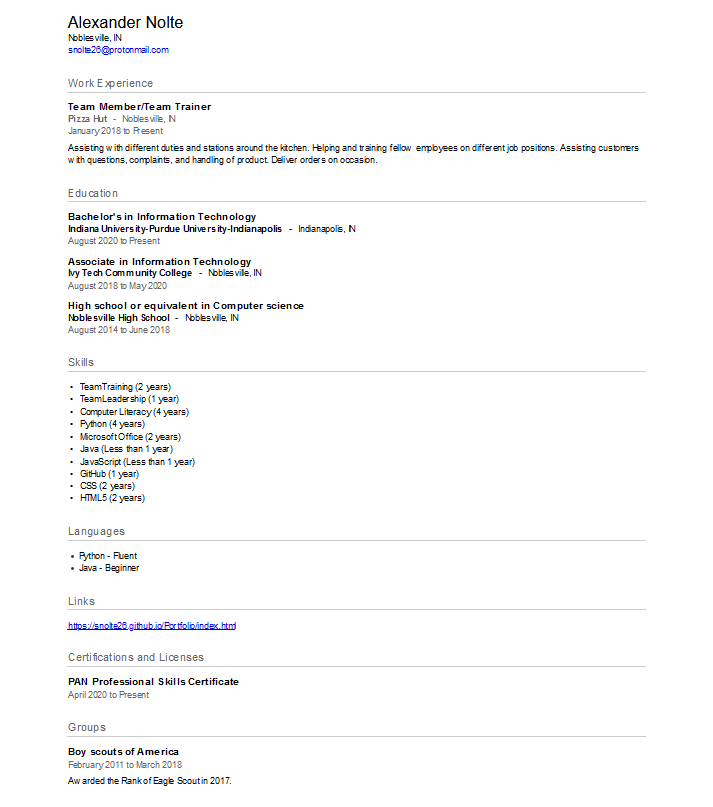 Alexander Nolte
Noblesville, IN
snolte26@protonmail.com
Work Experience
Team Member/Team Trainer
Pizza Hut - Noblesville, IN
January 2018 to Present
Assisting with different duties and stations around the kitchen. Helping and training fellow employees on different job positions. Assisting customers
with questions, complaints, and handling of product. Deliver orders on occasion.
Education
Bachelor's in Information Technology
Indiana University-Purdue University-Indianapolis - Indianapolis, IN
August 2020 to Present
Associate in Information Technology
Ivy Tech Community College - Noblesville, IN
August 2018 to May 2020
High school or equivalent in Computer science
Noblesville High School - Noblesville, IN
August 2014 to June 2018
Skills
• Team Training (2 years)
• Team Leadership (1 year)
• Computer Literacy (4 years)
• Python (4 years)
• Microsoft Office (2 years)
• Java (Less than 1 year)
• JavaScript (Less than 1 year)
• GitHub (1 year)
• CSS (2 years)
• HTML5 (2 years)
Languages
• Python - Fluent
• Java - Beginner
Links
https://snolte26.github.io/Portfolio/index.html
Certifications and Licenses
PAN Professional Skills Certificate
April 2020 to Present
Groups
Boy scouts of America
February 2011 to March 2018
Awarded the Rank of Eagle Scout in 2017.